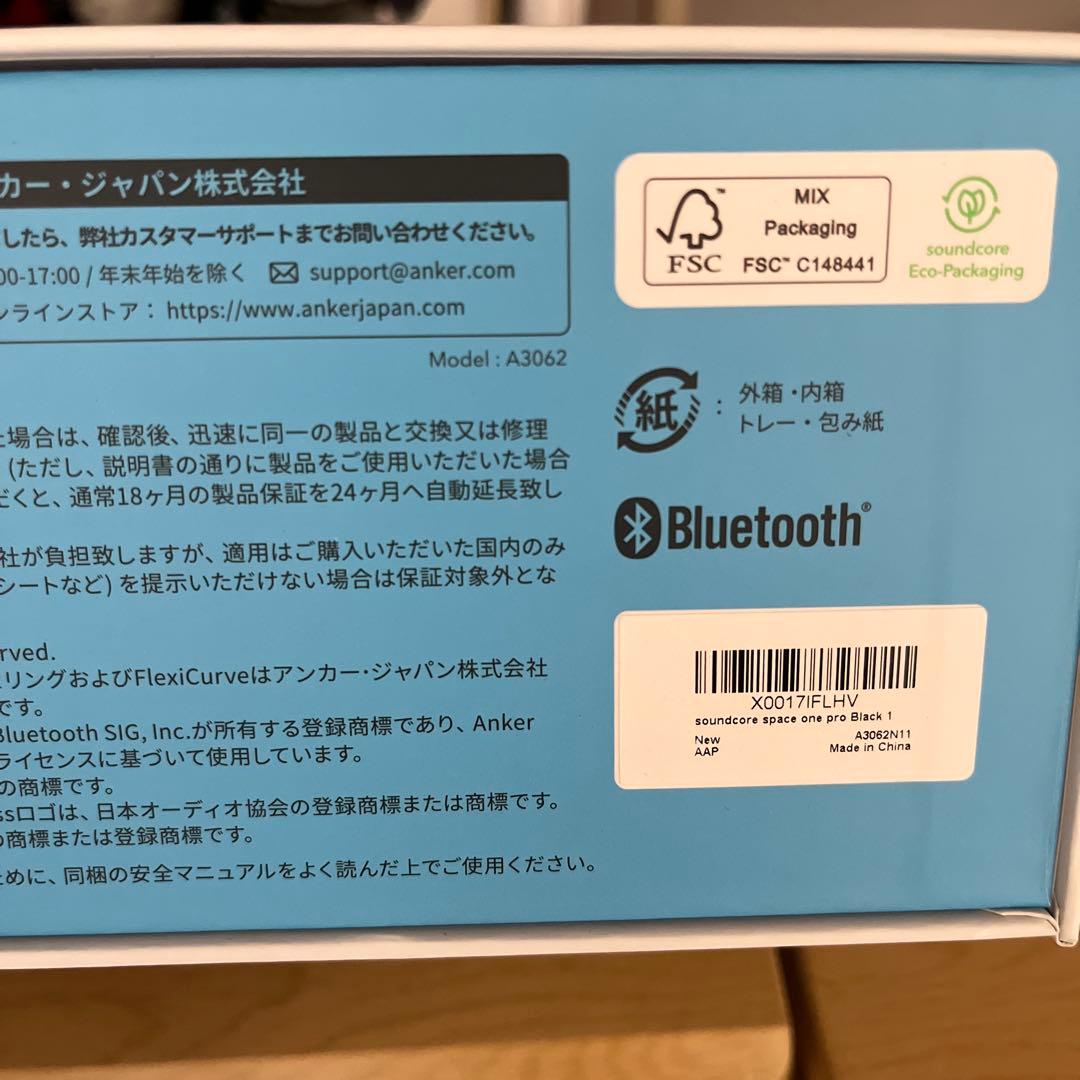 カー・ジャパン株式会社
したら、弊社カスタマーサポートまでお問い合わせください。
00-17:00 / 年末年始を除く support@anker.com
ンラインストア： https://www.ankerjapan.com
Model : A3062
た場合は、確認後、迅速に同一の製品と交換又は修理
(ただし、説明書の通りに製品をご使用いただいた場合
だくと、通常18ヶ月の製品保証を24ヶ月へ自動延長致し
社が負担致しますが、適用はご購入いただいた国内のみ
シートなど) を提示いただけない場合は保証対象外とな
rved.
リングおよびFlexiCurveはアンカー・ジャパン株式会社
です。
Bluetooth SIG, Inc.が所有する登録商標であり、Anker
ライセンスに基づいて使用しています。
の商標です。
ssロゴは、日本オーディオ協会の登録商標または商標です。
の商標または登録商標です。
ために、同梱の安全マニュアルをよく読んだ上でご使用ください。
FSC™
MIX
Packaging
FSC™ C148441
soundcore
Eco-Packaging
紙 : 外箱・内箱
トレー・包み紙
Bluetooth®
X0017IFLHV
soundcore space one pro Black 1
New A3062N11
AAP Made in China